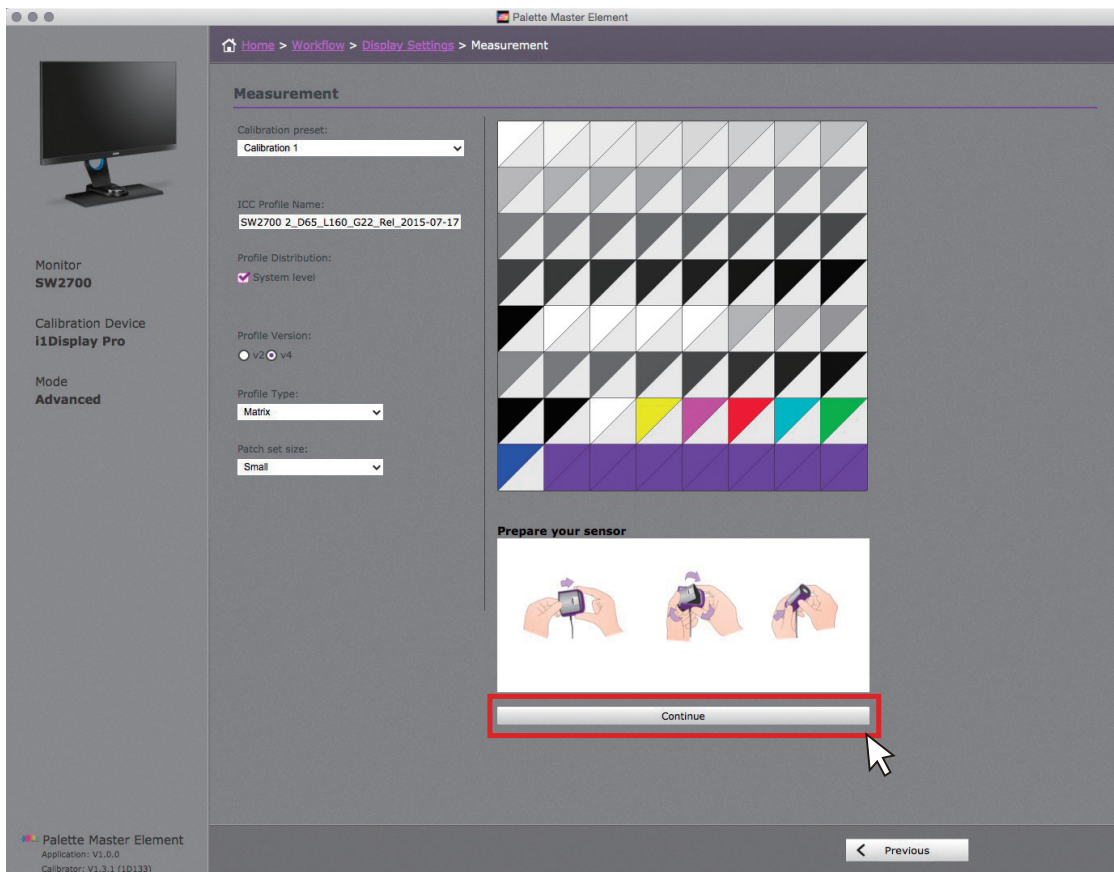 Palette Master Element
Home > Workflow > Display Settings > Measurement
Measurement
Calibration preset:
Calibration 1
ICC Profile Name:
SW2700 2_D65_L160_G22_Rel_2015-07-17
Profile Distribution:
System level
Profile Version:
v2 v4
Profile Type:
Matrix
Patch set size:
Small
Monitor
SW2700
Calibration Device
i1Display Pro
Mode
Advanced
Prepare your sensor
Continue
Previous
Palette Master Element
Application: V1.0.0
Calibrator: V1.3.1 (1D133)